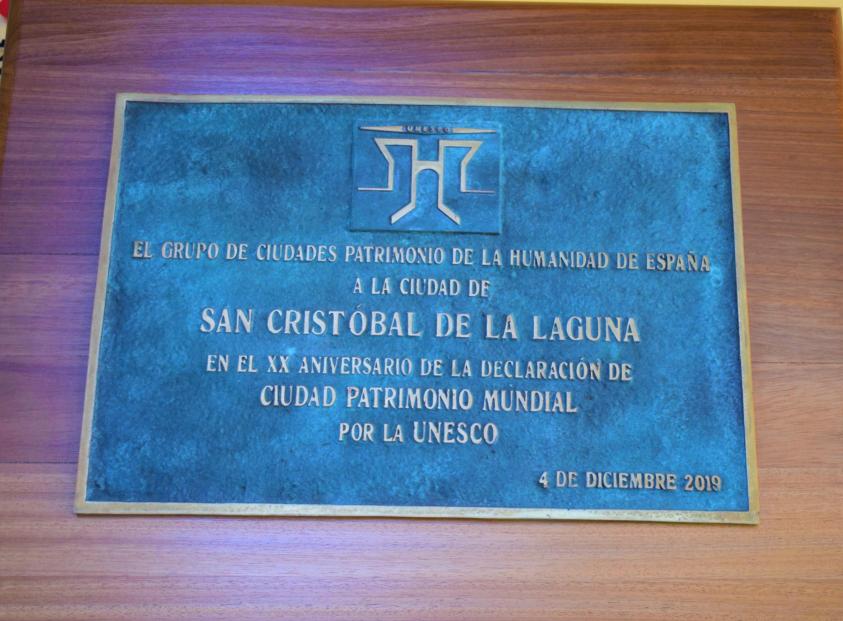 UNESCO
EL GRUPO DE CIUDADES PATRIMONIO DE LA HUMANIDAD DE ESPAÑA
A LA CIUDAD DE
SAN CRISTÓBAL DE LA LAGUNA
EN EL XX ANIVERSARIO DE LA DECLARACIÓN DE
CIUDAD PATRIMONIO MUNDIAL
POR LA UNESCO
4 DE DICIEMBRE 2019